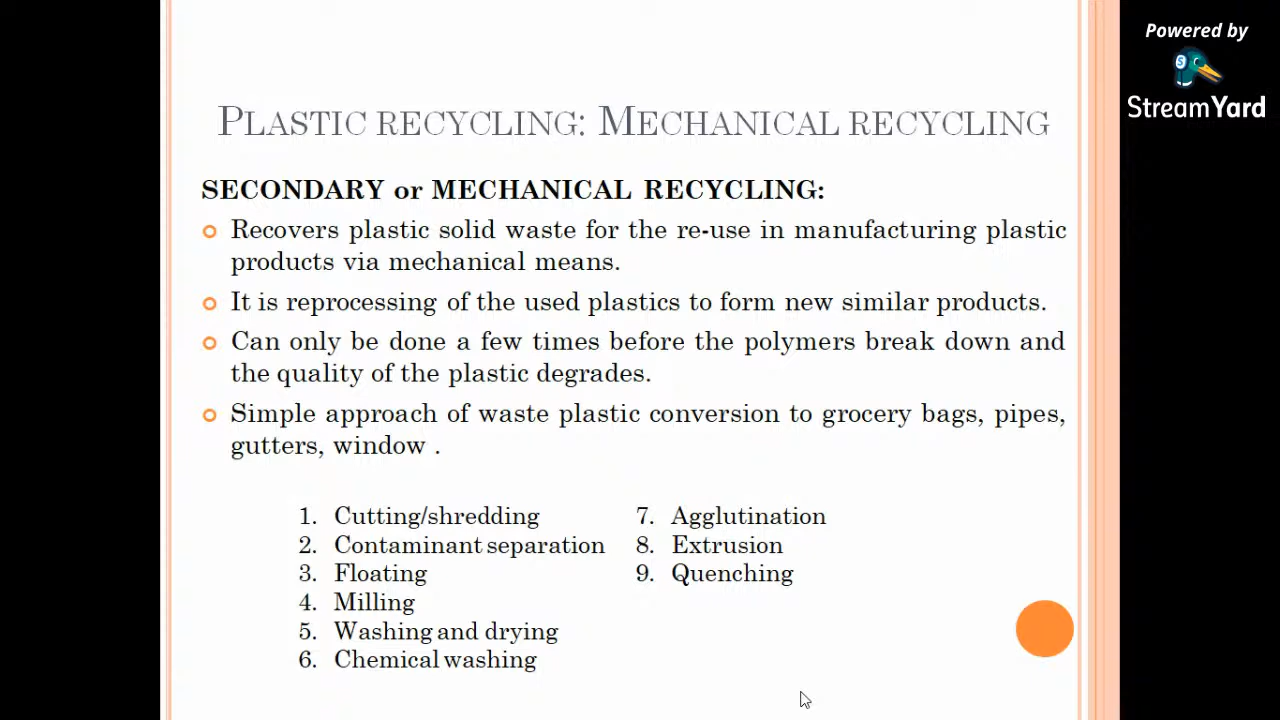 Powered by
StreamYard
PLASTIC RECYCLING: MECHANICAL RECYCLING
SECONDARY or MECHANICAL RECYCLING:
Recovers plastic solid waste for the re-use in manufacturing plastic
products via mechanical means.
It is reprocessing of the used plastics to form new similar products.
Can only be done a few times before the polymers break down and
the quality of the plastic degrades.
Simple approach of waste plastic conversion to grocery bags, pipes,
gutters, window .
1. Cutting/shredding
2. Contaminant separation
3. Floating
4. Milling
5. Washing and drying
6. Chemical washing
7. Agglutination
8. Extrusion
9. Quenching